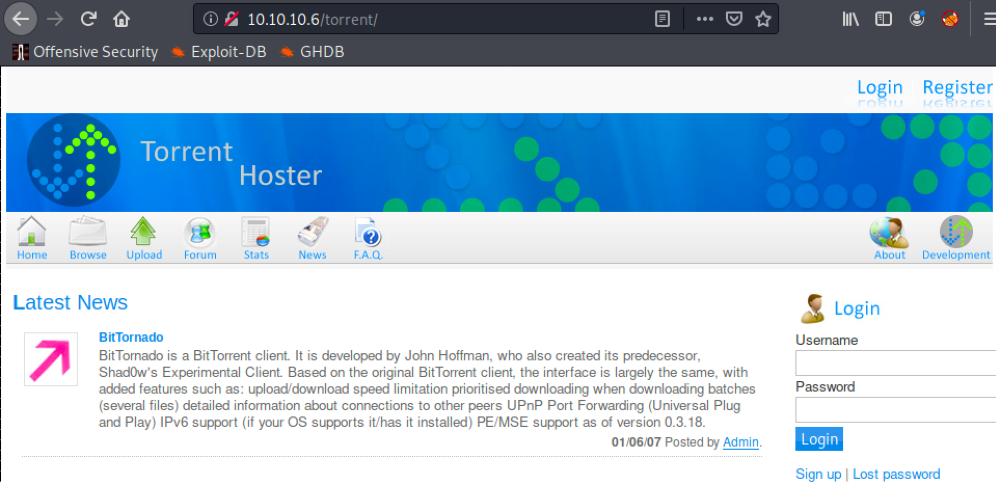 10.10.10.6/torrent/
Offensive Security Exploit-DB GHDB
Login Register
Torrent
Hoster
Home Browse Upload Forum Stats News F.A.Q. About Development
Latest News
BitTornado
BitTornado is a BitTorrent client. It is developed by John Hoffman, who also created its predecessor,
Shad0w's Experimental Client. Based on the original BitTorrent client, the interface is largely the same, with
added features such as: upload/download speed limitation prioritised downloading when downloading batches
(several files) detailed information about connections to other peers UPnP Port Forwarding (Universal Plug
and Play) IPv6 support (if your OS supports it/has it installed) PE/MSE support as of version 0.3.18.
01/06/07 Posted by Admin.
Login
Username
Password
Login
Sign up | Lost password